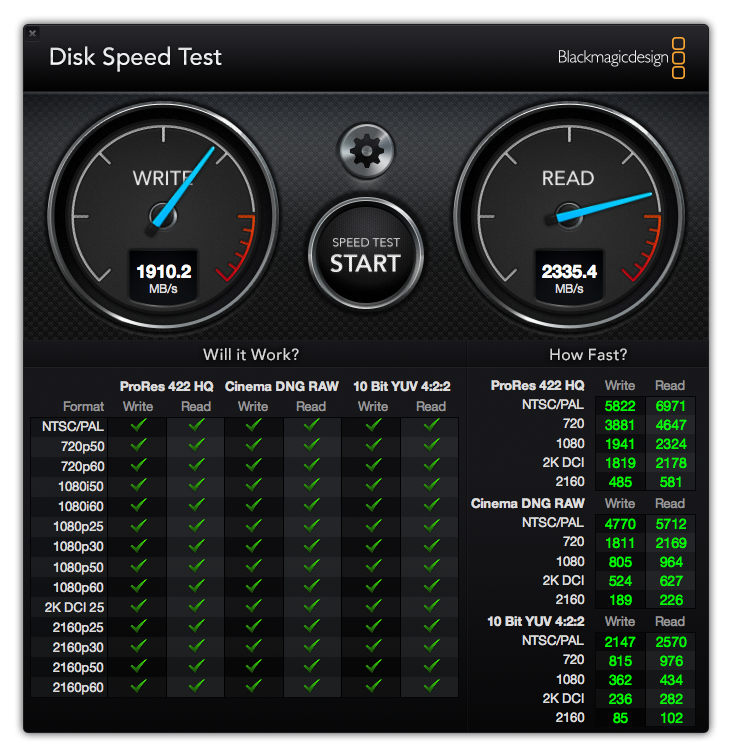 Disk Speed Test
Blackmagicdesign
WRITE
1910.2
MB/s
SPEED TEST
START
READ
2335.4
MB/s
Will it Work?
ProRes 422 HQ Cinema DNG RAW 10 Bit YUV 4:2:2
Format Write Read Write Read Write Read
NTSC/PAL
720p50
720p60
1080i50
1080i60
1080p25
1080p30
1080p50
1080p60
2K DCI 25
2160p25
2160p30
2160p50
2160p60
How Fast?
ProRes 422 HQ Write Read
NTSC/PAL 5822 6971
720 3881 4647
1080 1941 2324
2K DCI 1819 2178
2160 485 581
Cinema DNG RAW Write Read
NTSC/PAL 4770 5712
720 1811 2169
1080 805 964
2K DCI 524 627
2160 189 226
10 Bit YUV 4:2:2 Write Read
NTSC/PAL 2147 2570
720 815 976
1080 362 434
2K DCI 236 282
2160 85 102